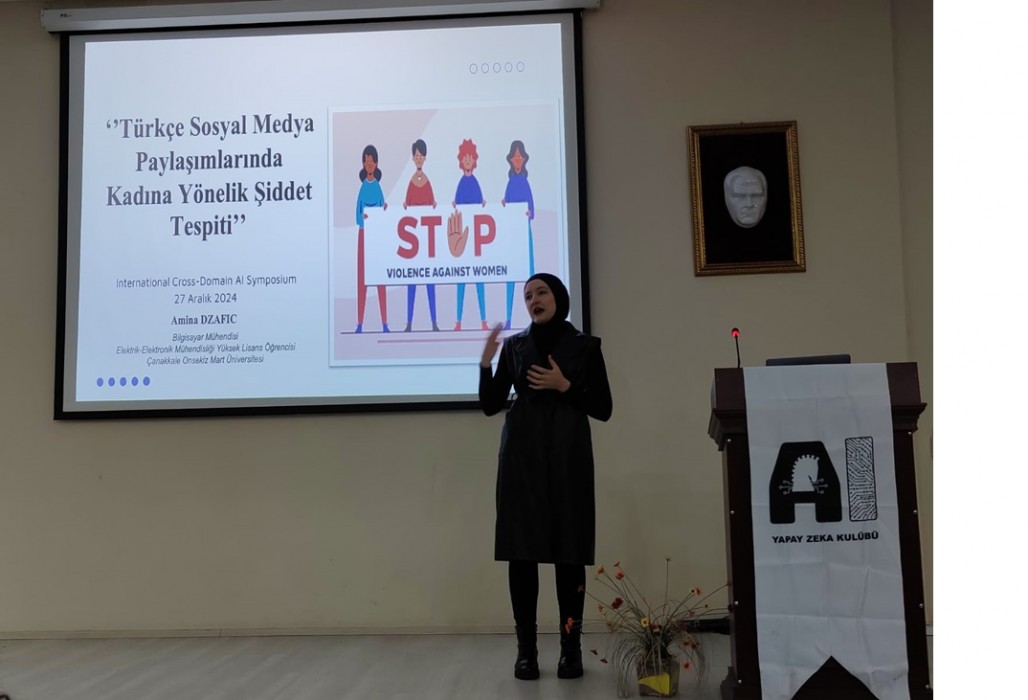 ‘’Türkçe Sosyal Medya
Paylaşımlarında
Kadına Yönelik Şiddet
Tespiti’’
International Cross-Domain AI Symposium
27 Aralık 2024
Amina DZAFIC
Bilgisayar Mühendisi
Elektrik-Elektronik Mühendisliği Yüksek Lisans Öğrencisi
Çanakkale Onsekiz Mart Üniversitesi
STOP
VIOLENCE AGAINST WOMEN
AI
YAPAY ZEKA KULÜBÜ